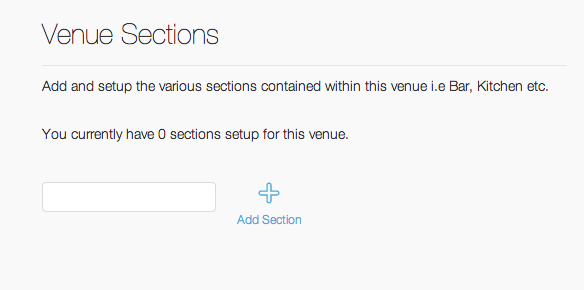 Venue Sections
Add and setup the various sections contained within this venue i.e Bar, Kitchen etc.
You currently have 0 sections setup for this venue.
Add Section